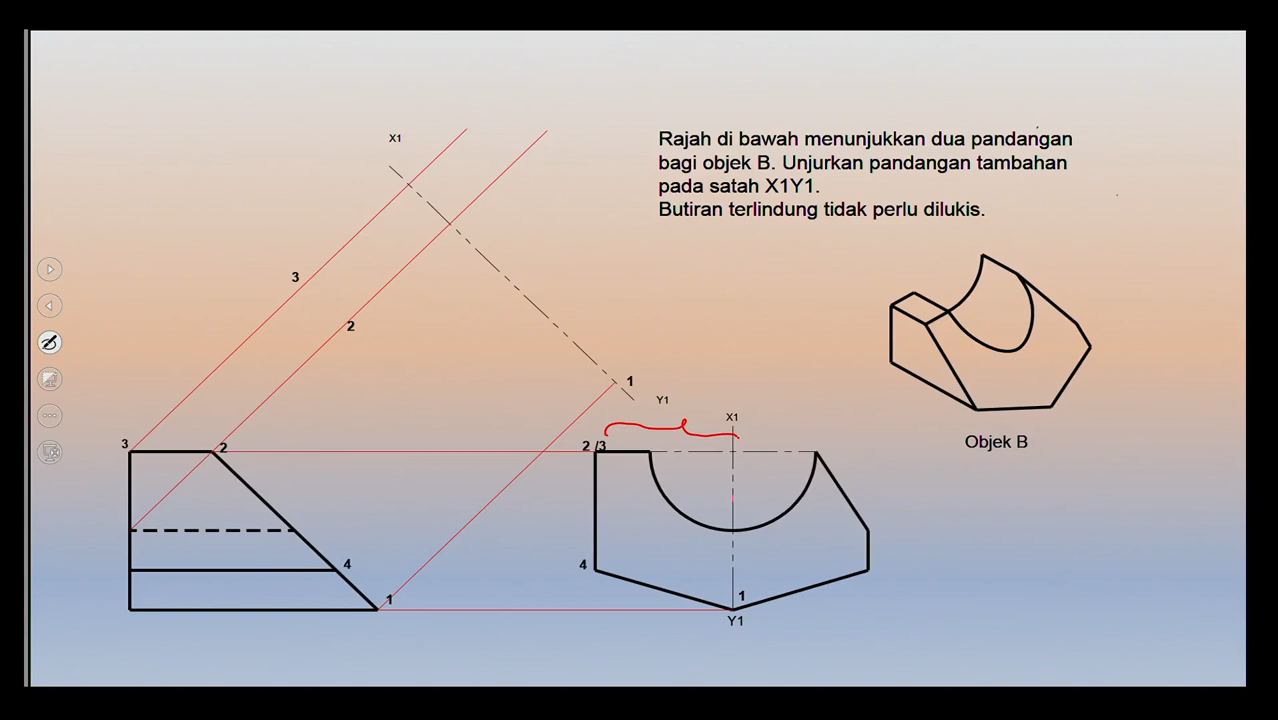 X1
Rajah di bawah menunjukkan dua pandangan
bagi objek B. Unjurkan pandangan tambahan
pada satah X1Y1.
Butiran terlindung tidak perlu dilukis.
3
2
1
Y1
X1
3
2
2 /3
4
4
1
1
Y1
Objek B